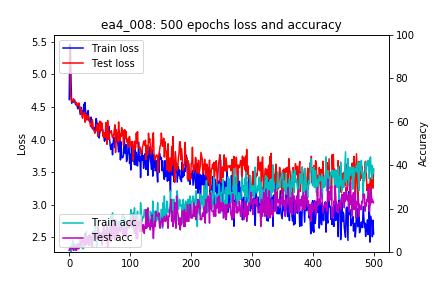 ea4_008: 500 epochs loss and accuracy
Train loss
Test loss
5.5
5.0
4.5
4.0
3.5
3.0
2.5
Loss
100
80
60
40
20
0
Accuracy
Train acc
Test acc
0 100 200 300 400 500